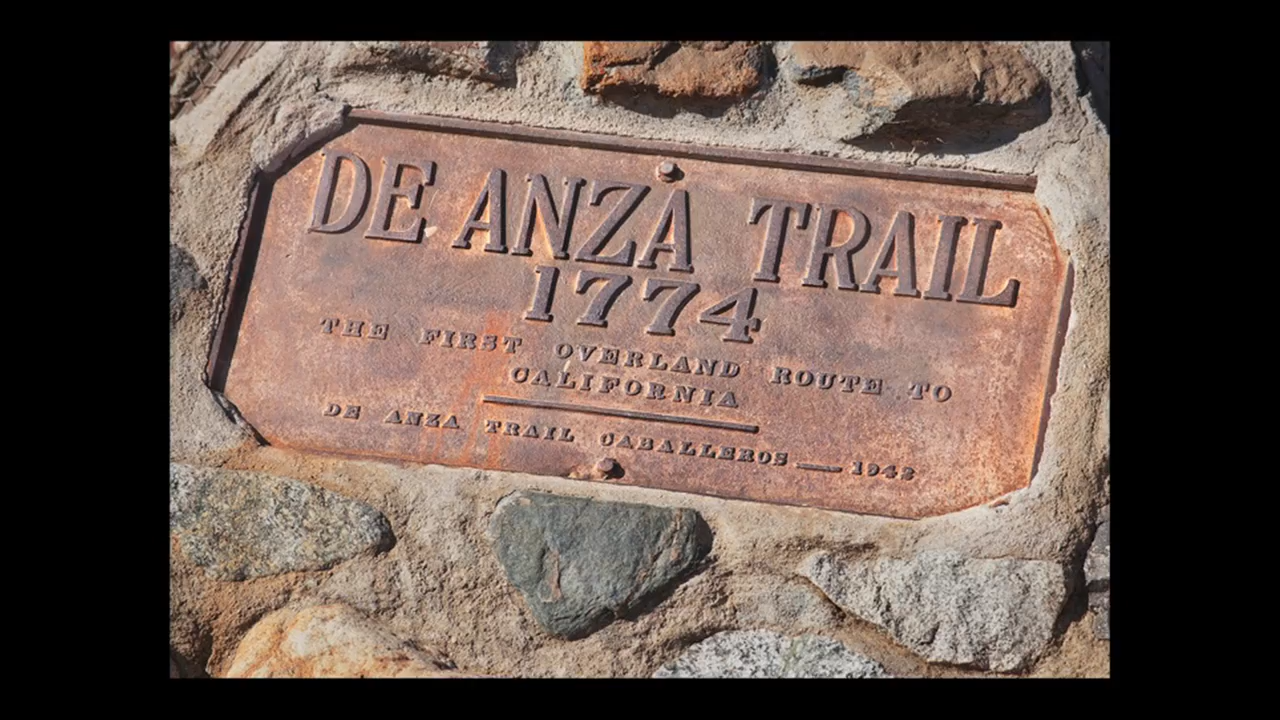 DE ANZA TRAIL
1774
THE FIRST OVERLAND ROUTE TO
CALIFORNIA
DE ANZA TRAIL CABALLEROS — 1943